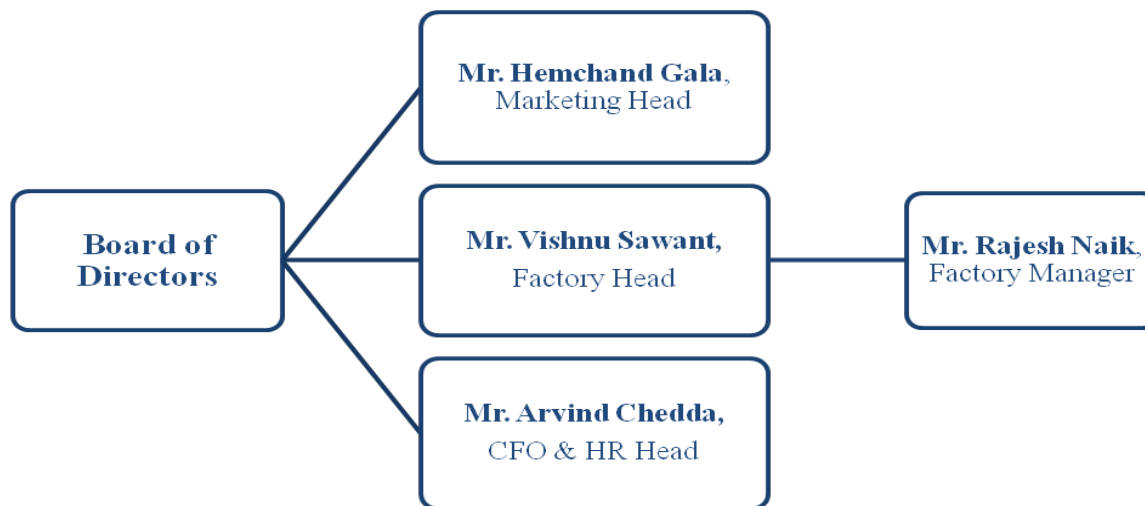 Mr. Hemchand Gala,
Marketing Head
Board of
Directors
Mr. Vishnu Sawant,
Factory Head
Mr. Rajesh Naik,
Factory Manager
Mr. Arvind Chedda,
CFO & HR Head